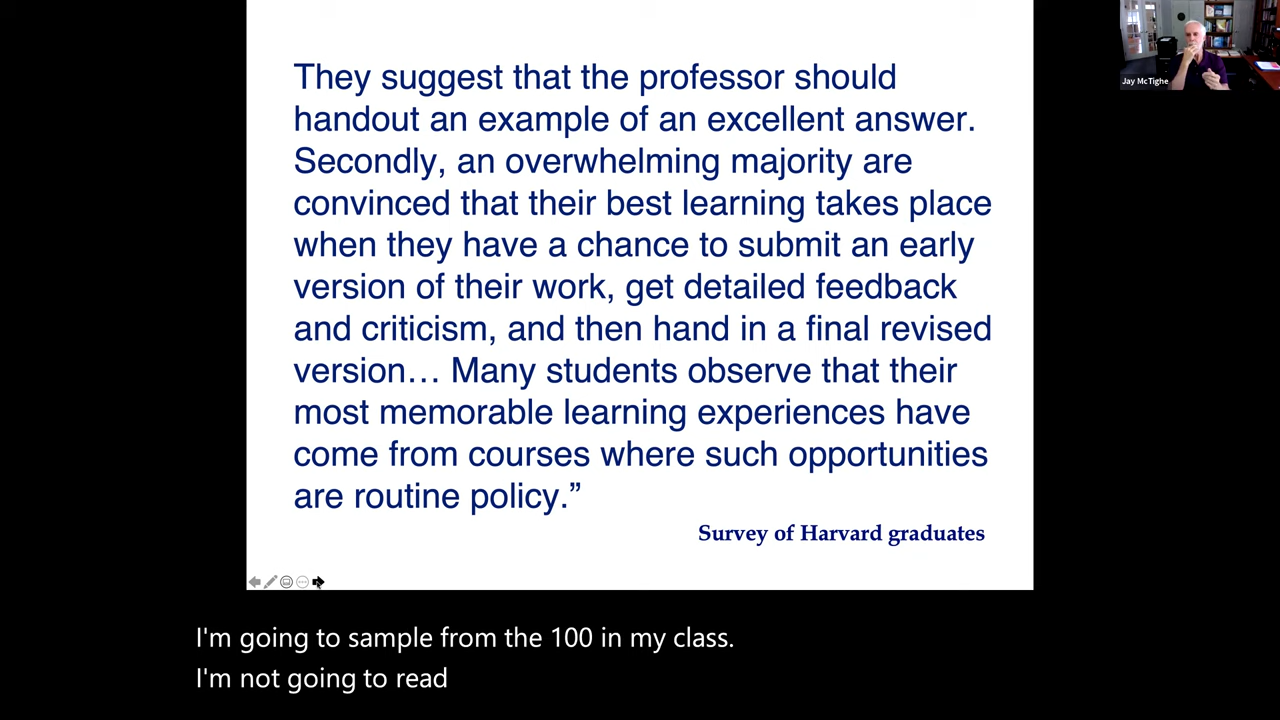 They suggest that the professor should
handout an example of an excellent answer.
Secondly, an overwhelming majority are
convinced that their best learning takes place
when they have a chance to submit an early
version of their work, get detailed feedback
and criticism, and then hand in a final revised
version… Many students observe that their
most memorable learning experiences have
come from courses where such opportunities
are routine policy.”
Survey of Harvard graduates
Jay McTighe
I'm going to sample from the 100 in my class.
I'm not going to read